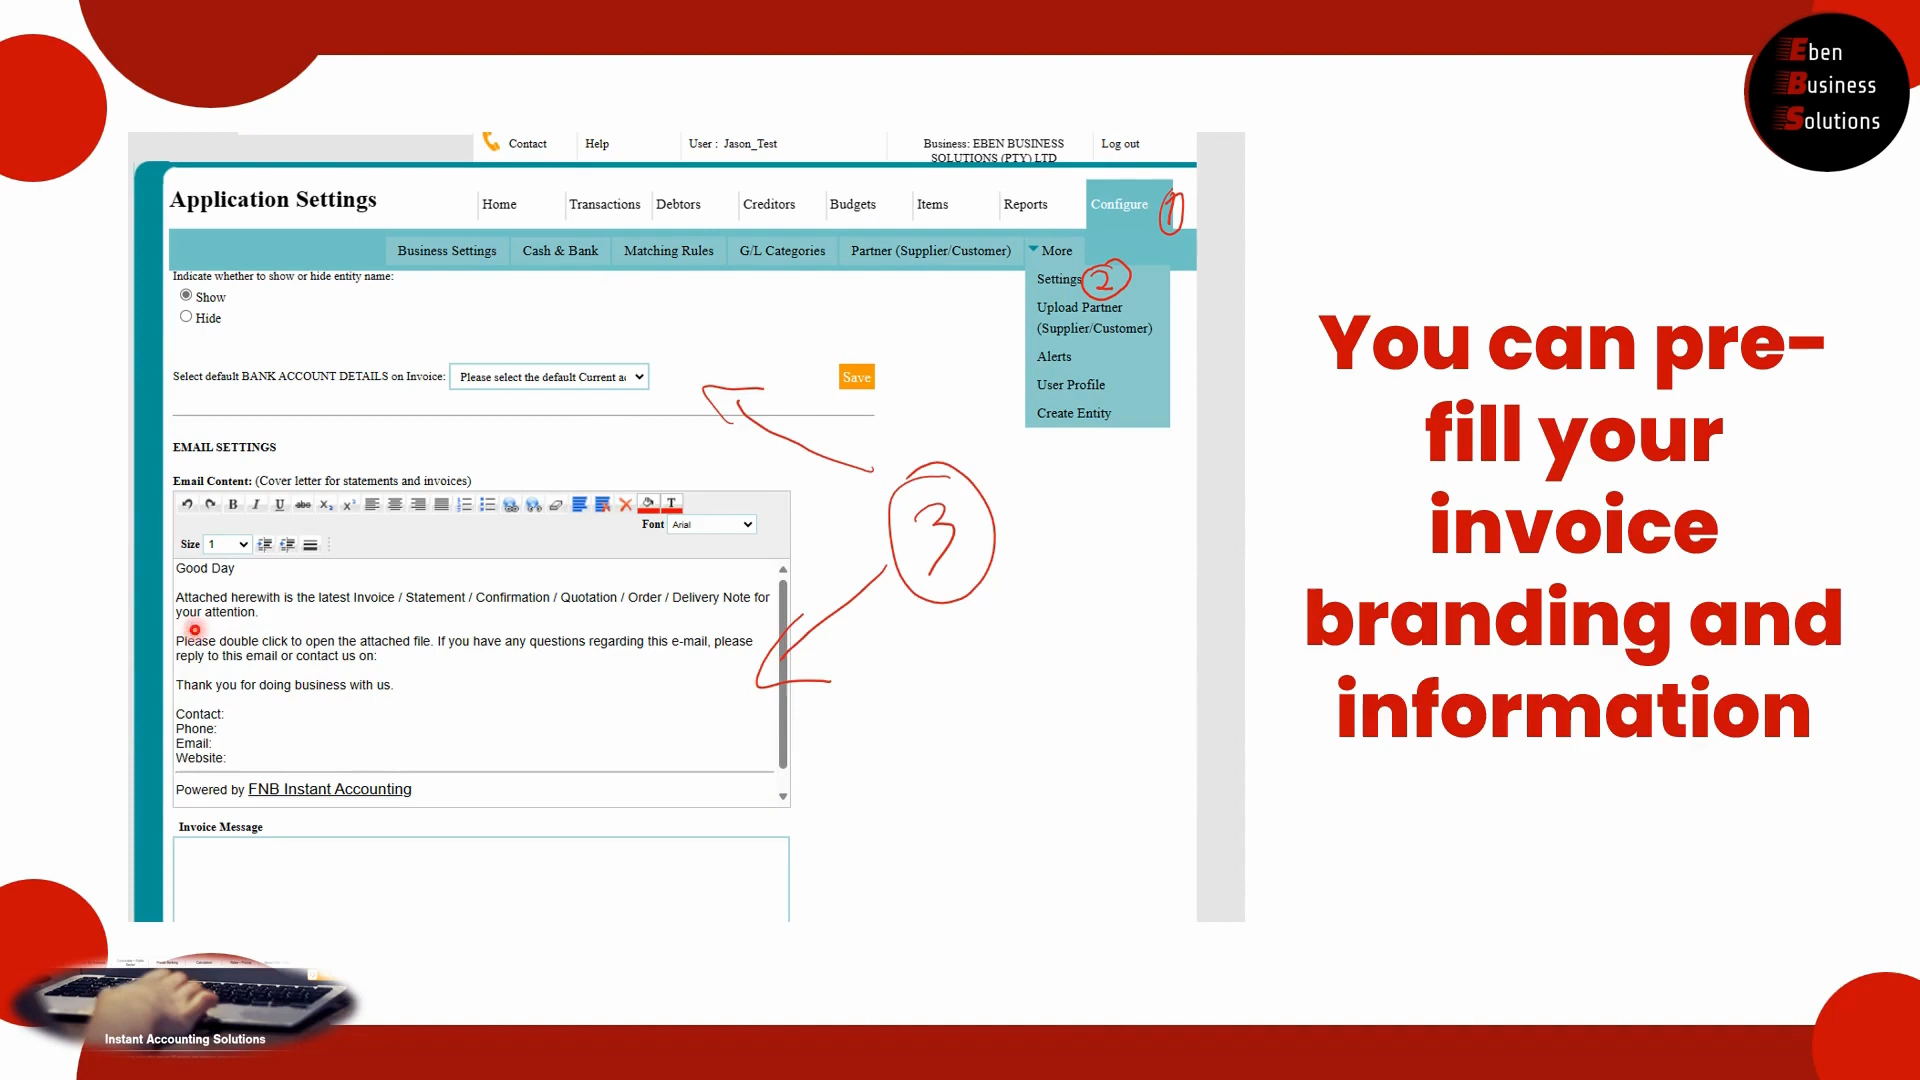 Eben
Business
Solutions
Contact
Help
User : Jason_Test
Business: EBEN BUSINESS
SOLUTIONS (PTY) LTD
Log out
Application Settings
Home
Transactions
Debtors
Creditors
Budgets
Items
Reports
Configure
1
Business Settings
Cash & Bank
Matching Rules
G/L Categories
Partner (Supplier/Customer)
More
Settings
2
Upload Partner
(Supplier/Customer)
Alerts
User Profile
Create Entity
Indicate whether to show or hide entity name:
Show
Hide
Select default BANK ACCOUNT DETAILS on Invoice:
Please select the default Current
Save
EMAIL SETTINGS
Email Content: (Cover letter for statements and invoices)
Font Arial
Size 1
3
Good Day
Attached herewith is the latest Invoice / Statement / Confirmation / Quotation / Order / Delivery Note for
your attention.
Please double click to open the attached file. If you have any questions regarding this e-mail, please
reply to this email or contact us on:
Thank you for doing business with us.
Contact:
Phone:
Email:
Website:
Powered by FNB Instant Accounting
Invoice Message
You can pre-
fill your
invoice
branding and
information
Instant Accounting Solutions